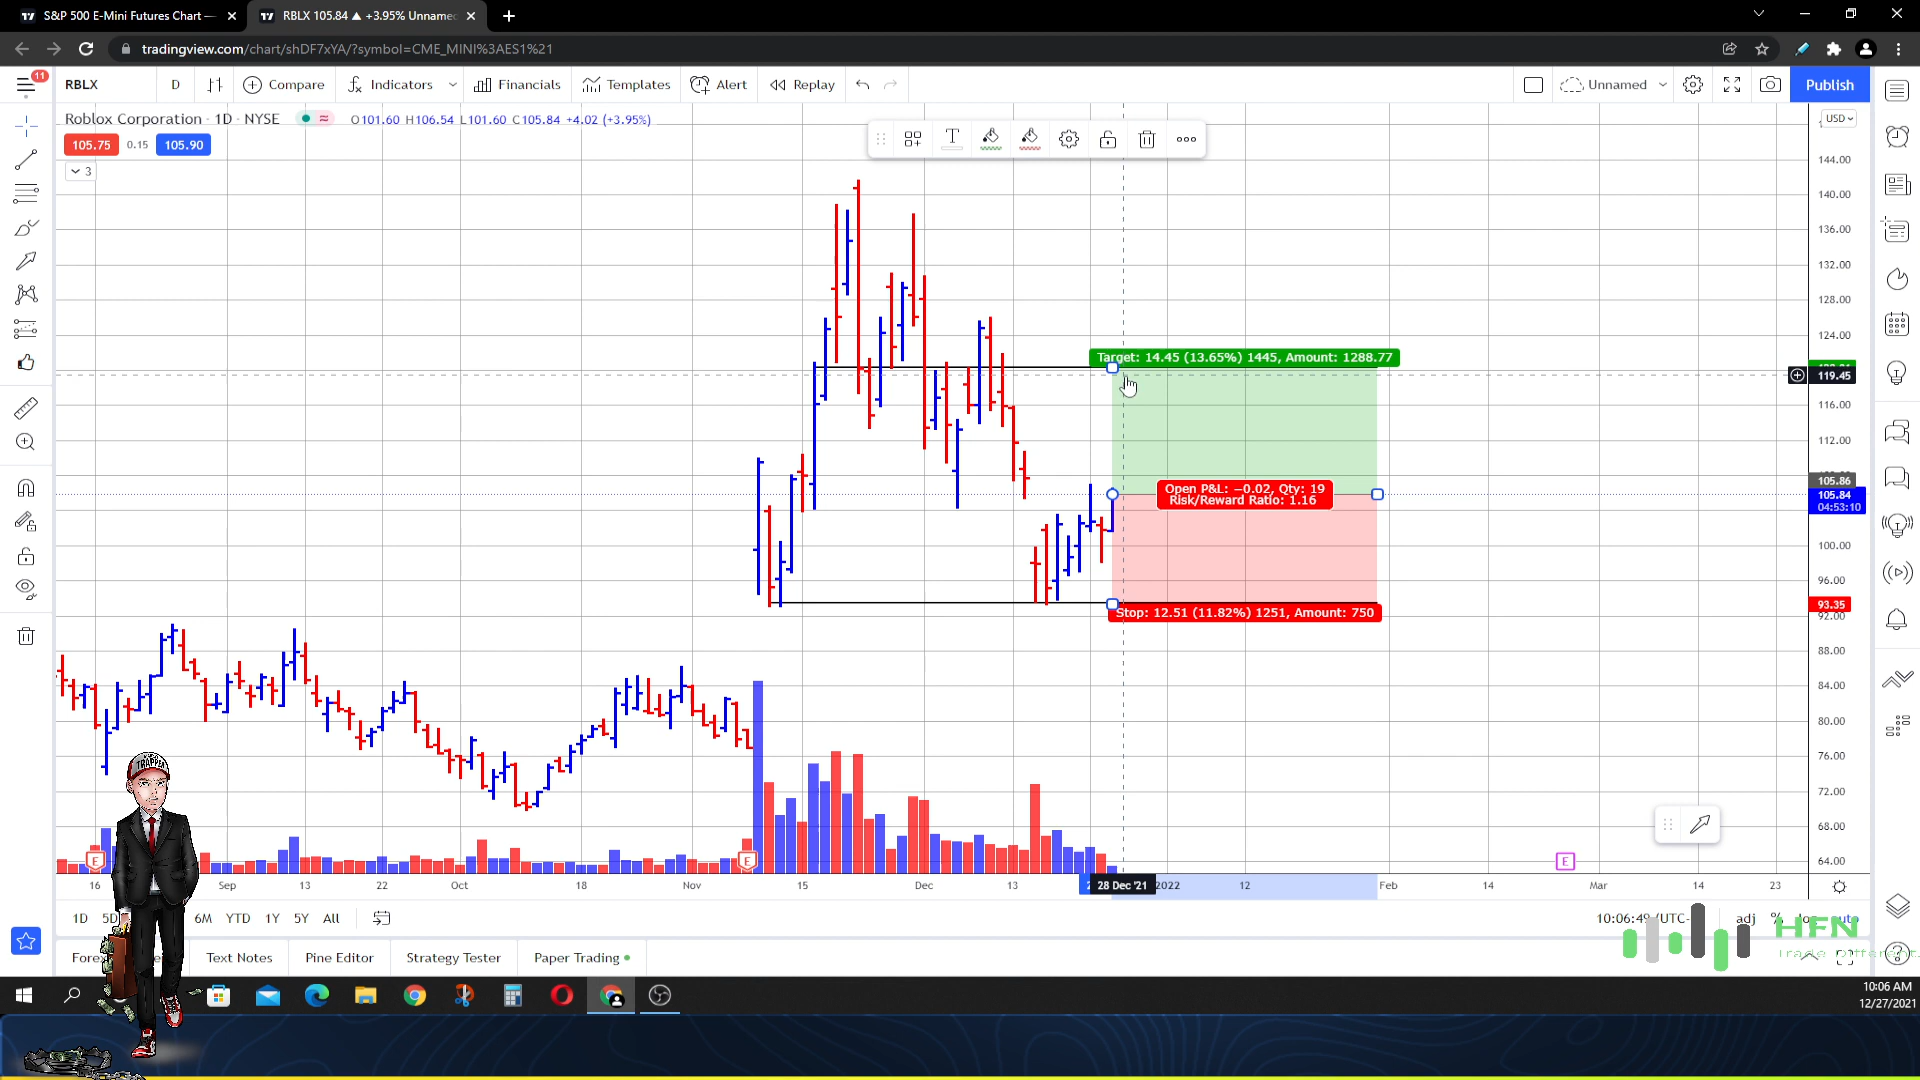 S&P 500 E-Mini Futures Chart —
RBLX 105.84 ▲ +3.95% Unnamed
tradingview.com/chart/shDF7xYA/?symbol=CME_MINI%3AES1%21
11
RBLX
D
Compare
Indicators
Financials
Templates
Alert
Replay
Unnamed
Publish
Roblox Corporation · 1D · NYSE
O101.60 H106.54 L101.60 C105.84 +4.02 (+3.95%)
USD
105.75
0.15
105.90
3
144.00
140.00
136.00
132.00
128.00
124.00
Target: 14.45 (13.65%) 1445, Amount: 1288.77
119.45
116.00
112.00
105.86
Open P&L: −0.02, Qty: 19
Risk/Reward Ratio: 1.16
105.84
04:53:10
100.00
96.00
93.35
Stop: 12.51 (11.82%) 1251, Amount: 750
92.00
88.00
84.00
80.00
76.00
72.00
68.00
64.00
TRAPPER
E
E
E
16
Sep
13
22
Oct
18
Nov
15
Dec
13
28 Dec '21
2022
12
Feb
14
Mar
14
23
1D
5D
6M
YTD
1Y
5Y
All
10:06:49 (UTC-
adj
%
HFN
Trade Different.
Text Notes
Pine Editor
Strategy Tester
Paper Trading
10:06 AM
12/27/2021